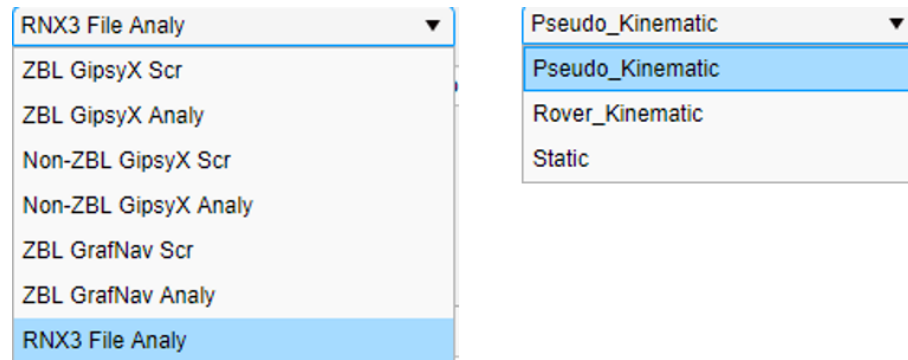 RNX3 File Analy
ZBL GipsyX Scr
ZBL GipsyX Analy
Non-ZBL GipsyX Scr
Non-ZBL GipsyX Analy
ZBL GrafNav Scr
ZBL GrafNav Analy
RNX3 File Analy
Pseudo_Kinematic
Pseudo_Kinematic
Rover_Kinematic
Static